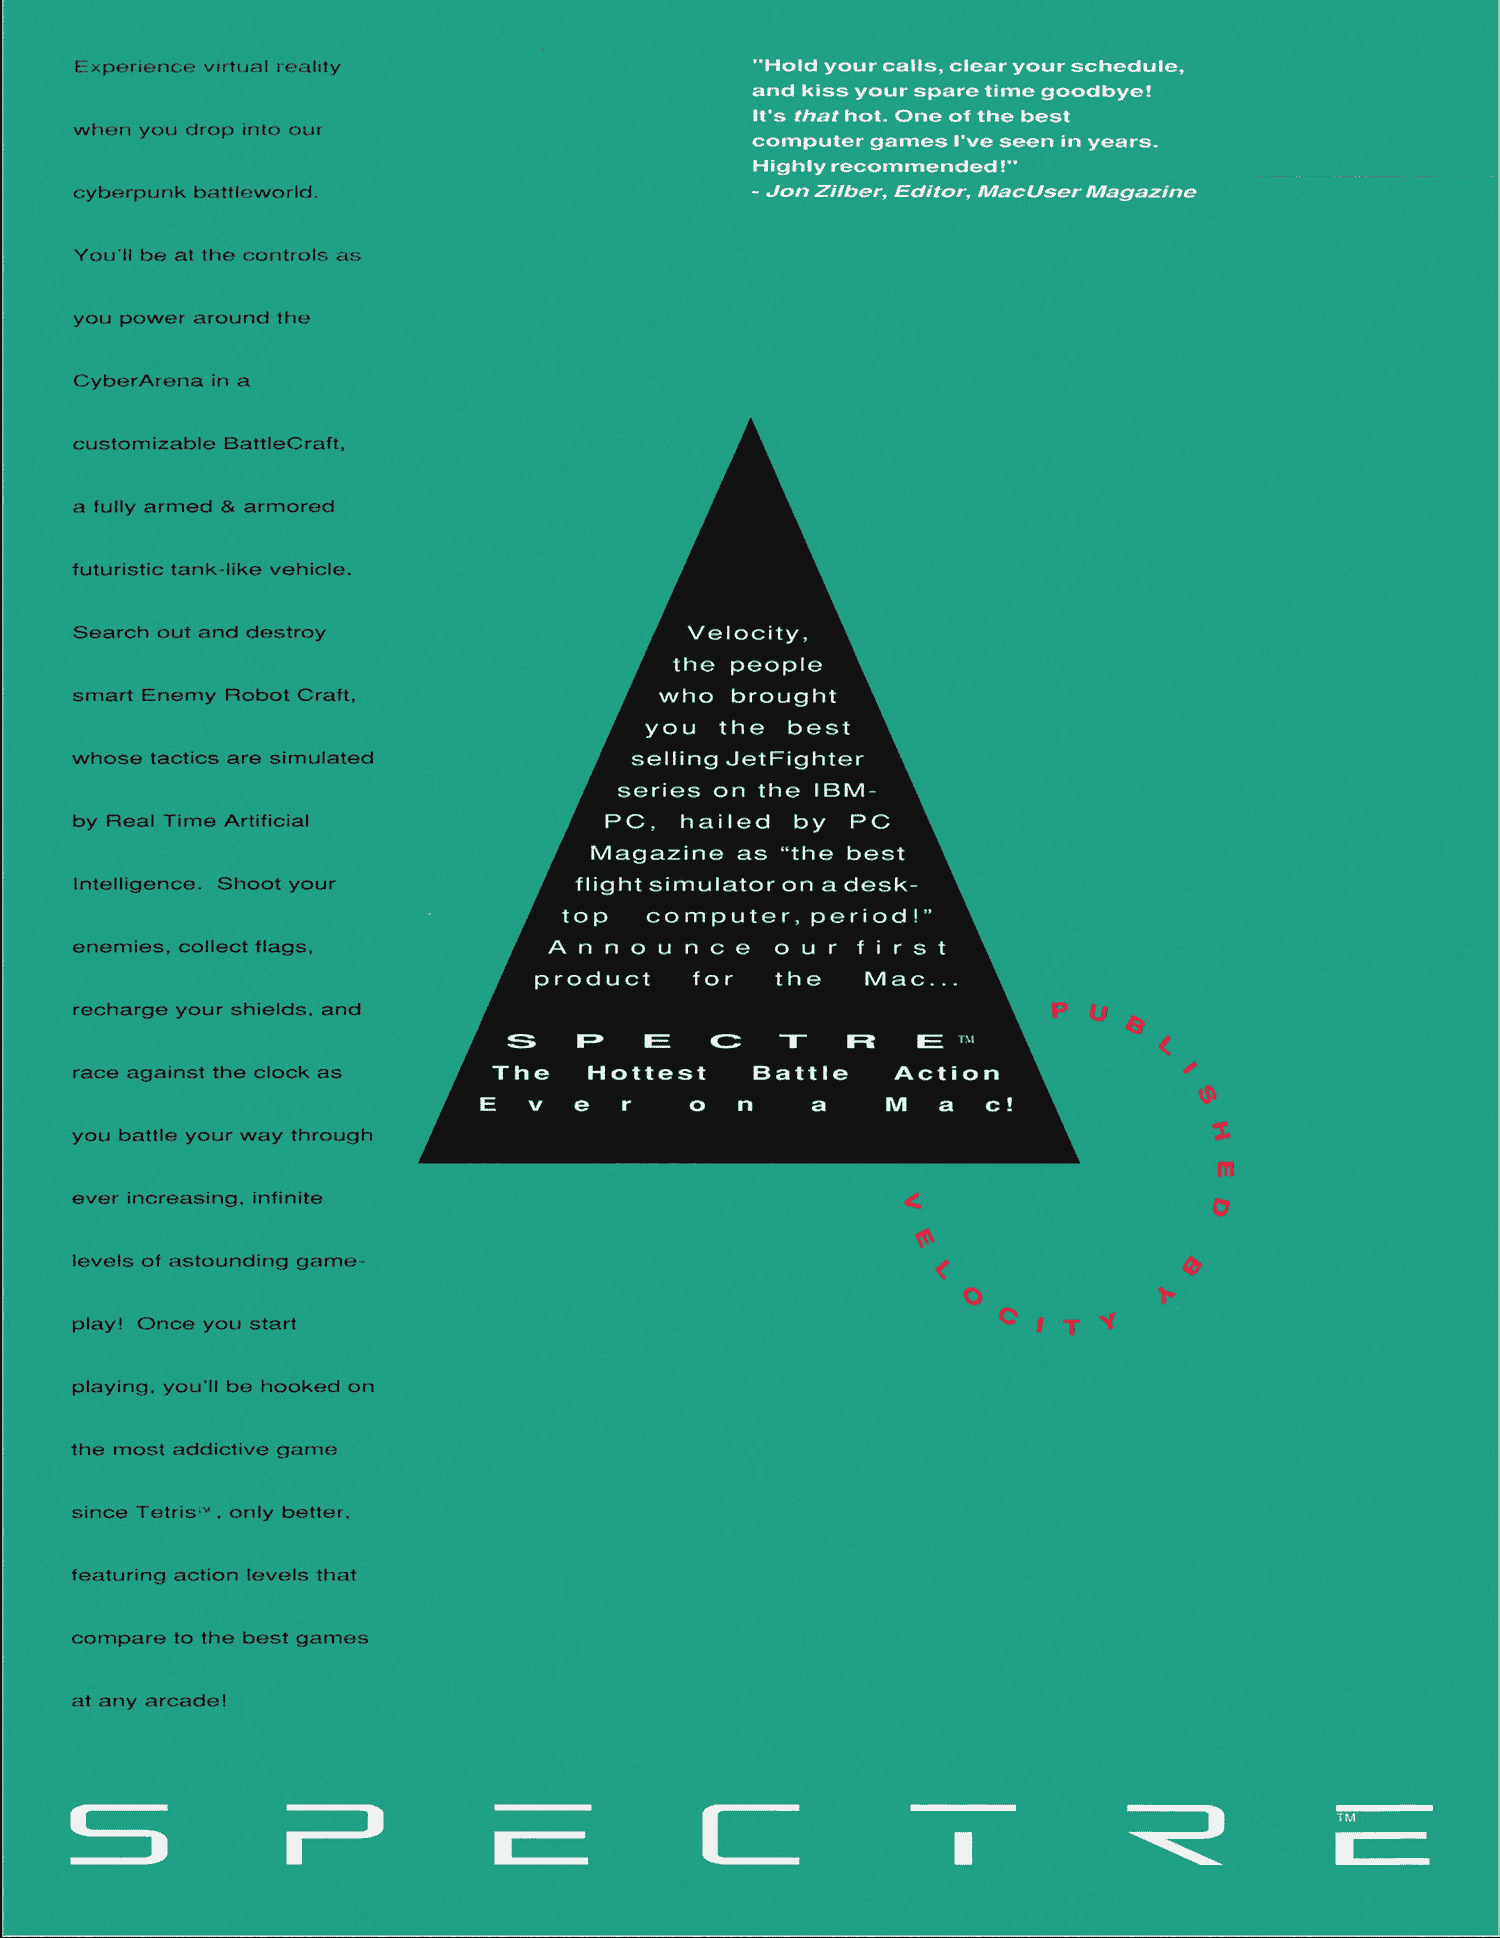 Experience virtual reality
when you drop into our
cyberpunk battleworld.
You'll be at the controls as
you power around the
CyberArena in a
customizable BattleCraft,
a fully armed & armored
futuristic tank-like vehicle.
Search out and destroy
smart Enemy Robot Craft,
whose tactics are simulated
by Real Time Artificial
Intelligence.  Shoot your
enemies, collect flags,
recharge your shields, and
race against the clock as
you battle your way through
ever increasing, infinite
levels of astounding game-
play!  Once you start
playing, you'll be hooked on
the most addictive game
since Tetris™, only better,
featuring action levels that
compare to the best games
at any arcade!
"Hold your calls, clear your schedule,
and kiss your spare time goodbye!
It's that hot. One of the best
computer games I've seen in years.
Highly recommended!"
- Jon Zilber, Editor, MacUser Magazine
Velocity,
the people
who brought
you the best
selling JetFighter
series on the IBM-
PC, hailed by PC
Magazine as “the best
flight simulator on a desk-
top computer, period!”
Announce our first
product for the Mac...
SPECTRE™
The Hottest Battle Action
Ever on a Mac!
PUBLISHED BY VELOCITY
SPECTRE™